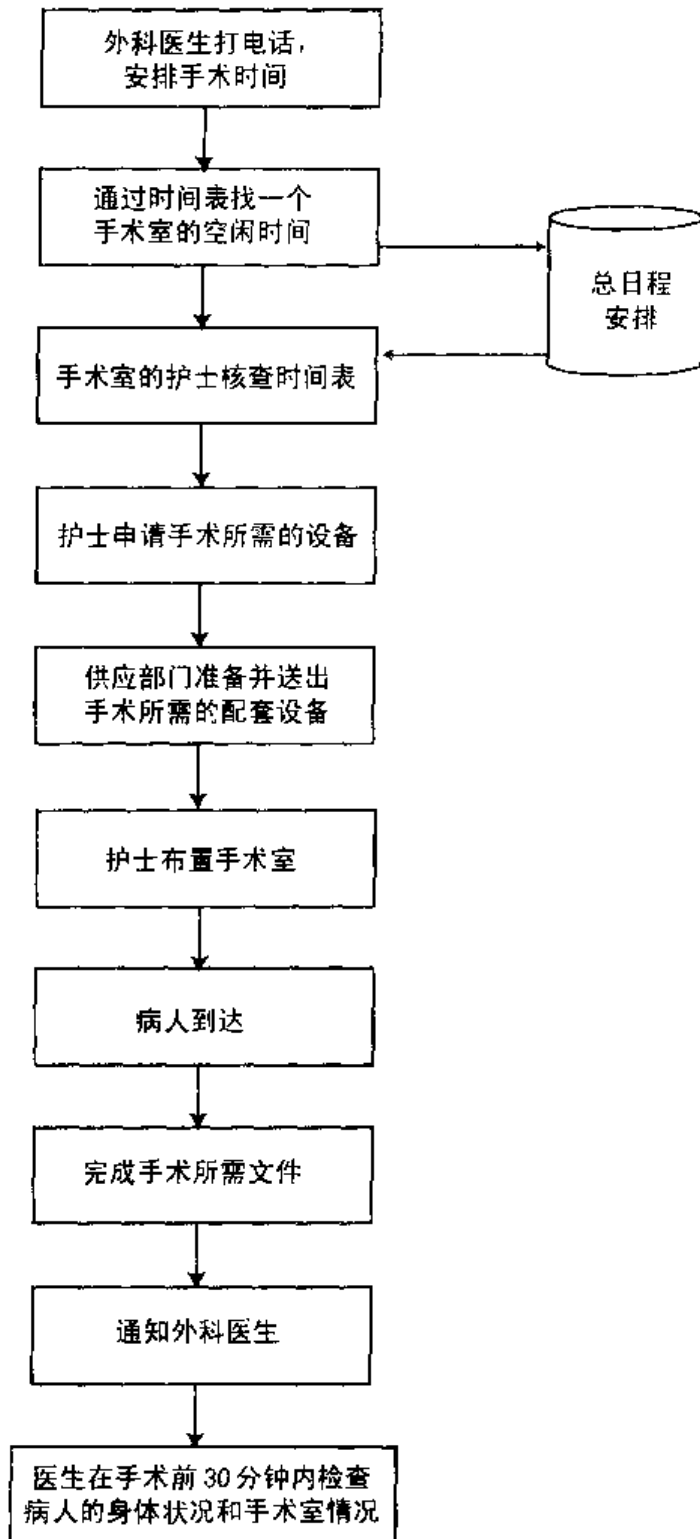 外科医生打电话，
安排手术时间
通过时间表找一个
手术室的空闲时间
总日程
安排
手术室的护士核查时间表
护士申请手术所需的设备
供应部门准备并送出
手术所需的配套设备
护士布置手术室
病人到达
完成手术所需文件
通知外科医生
医生在手术前30分钟内检查
病人的身体状况和手术室情况